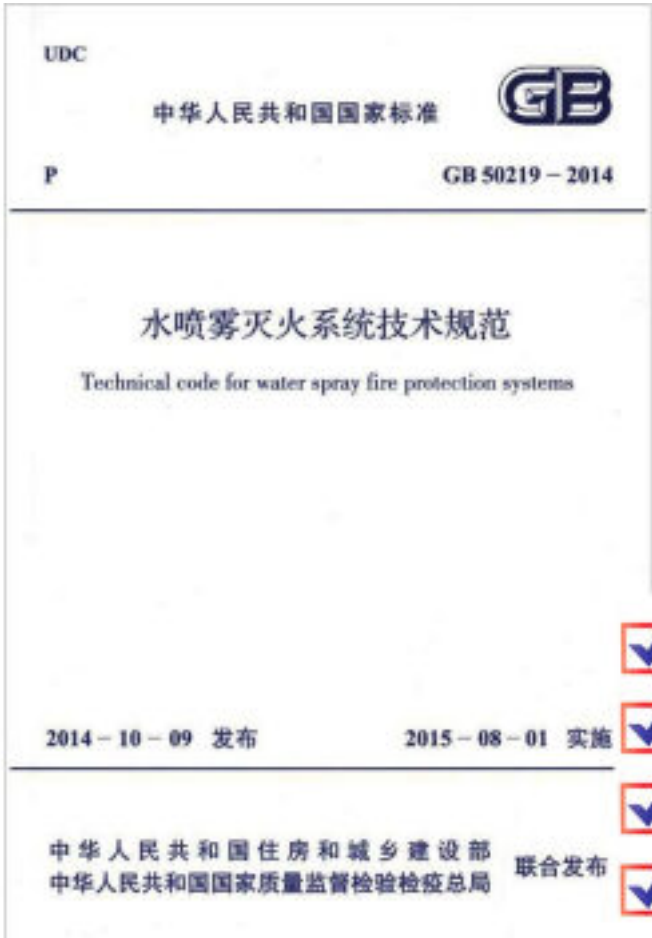 UDC
中华人民共和国国家标准
GB
P
GB 50219－2014
水喷雾灭火系统技术规范
Technical code for water spray fire protection systems
2014－10－09 发布
2015－08－01 实施
中华人民共和国住房和城乡建设部
中华人民共和国国家质量监督检验检疫总局
联合发布